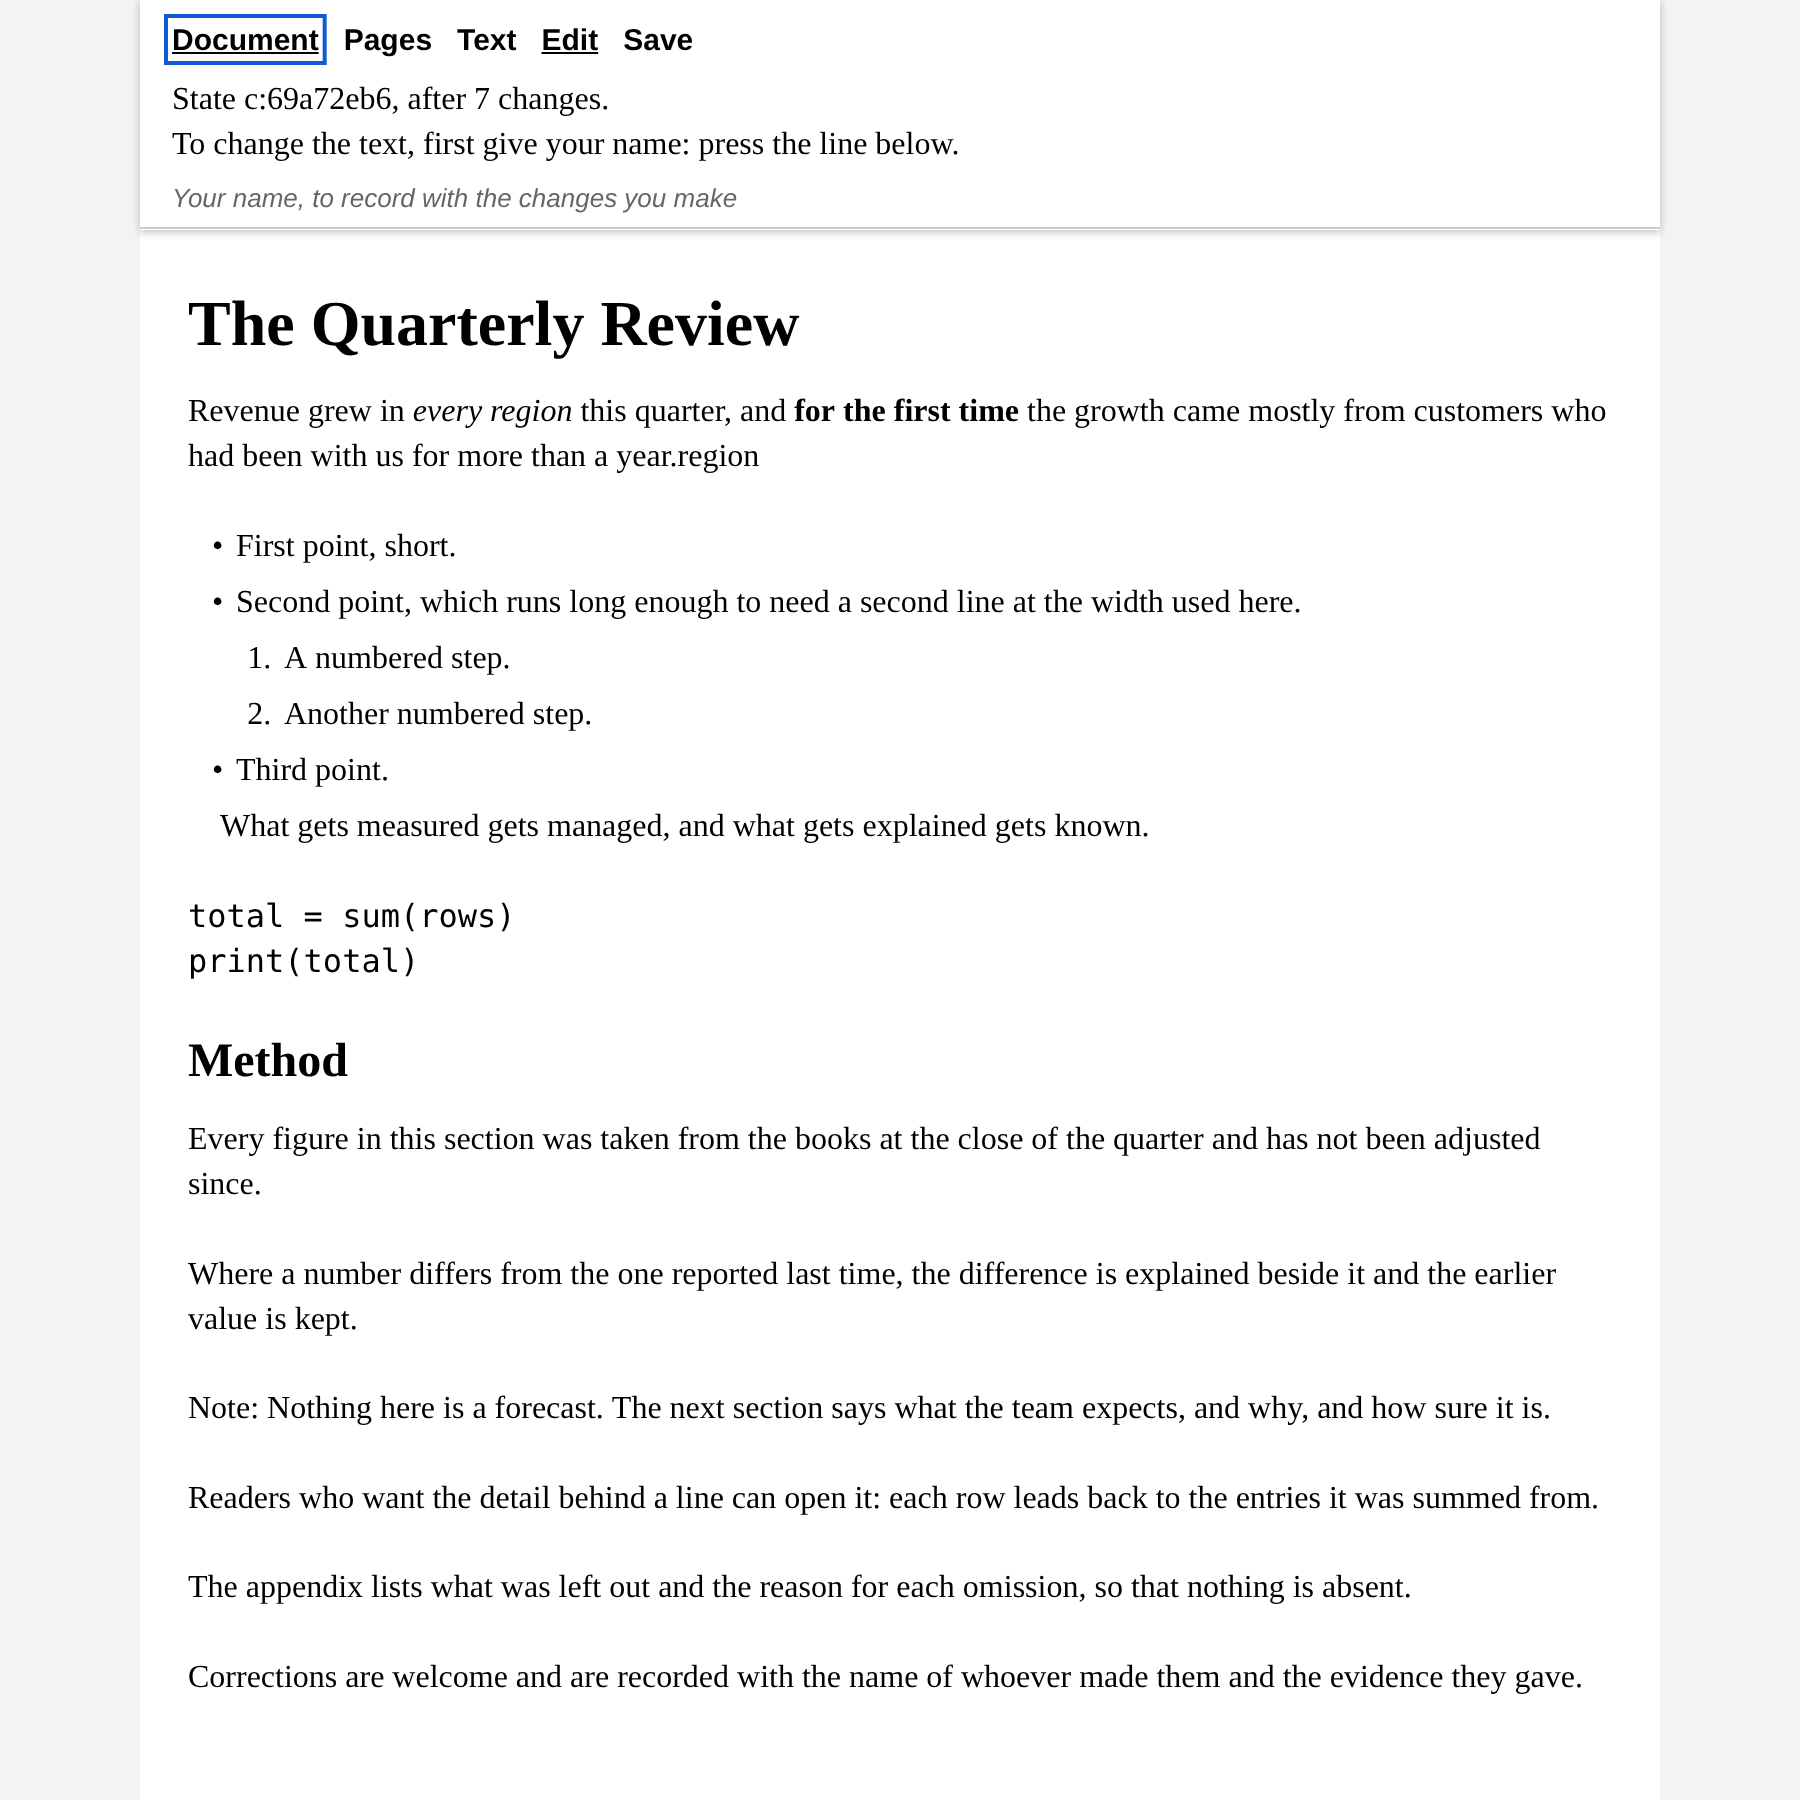 Document Pages Text Edit Save
State c:69a72eb6, after 7 changes.
To change the text, first give your name: press the line below.
Your name, to record with the changes you make
The Quarterly Review
Revenue grew in every region this quarter, and for the first time the growth came mostly from customers who
had been with us for more than a year.region
• First point, short.
• Second point, which runs long enough to need a second line at the width used here.
1. A numbered step.
2. Another numbered step.
• Third point.
What gets measured gets managed, and what gets explained gets known.
total = sum(rows)
print(total)
Method
Every figure in this section was taken from the books at the close of the quarter and has not been adjusted
since.
Where a number differs from the one reported last time, the difference is explained beside it and the earlier
value is kept.
Note: Nothing here is a forecast. The next section says what the team expects, and why, and how sure it is.
Readers who want the detail behind a line can open it: each row leads back to the entries it was summed from.
The appendix lists what was left out and the reason for each omission, so that nothing is absent.
Corrections are welcome and are recorded with the name of whoever made them and the evidence they gave.